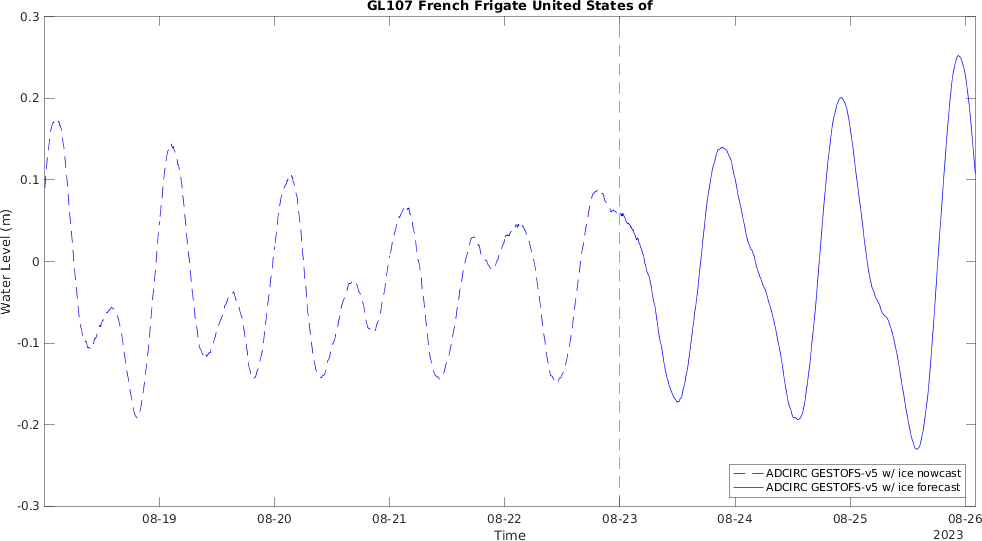 GL107 French Frigate United States of
0.3
0.2
0.1
0
-0.1
-0.2
-0.3
Water Level (m)
ADCIRC GESTOFS-v5 w/ ice nowcast
ADCIRC GESTOFS-v5 w/ ice forecast
08-19 08-20 08-21 08-22 08-23 08-24 08-25 08-26
Time
2023